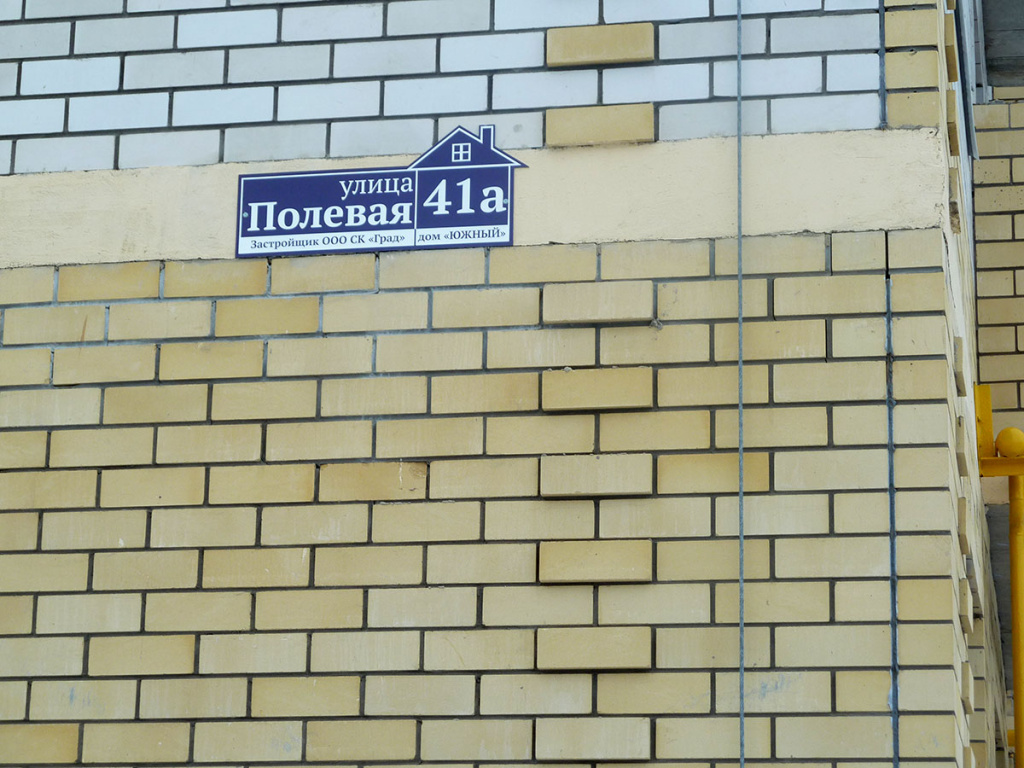 улица
Полевая 41а
Застройщик ООО СК «Град» дом «ЮЖНЫЙ»